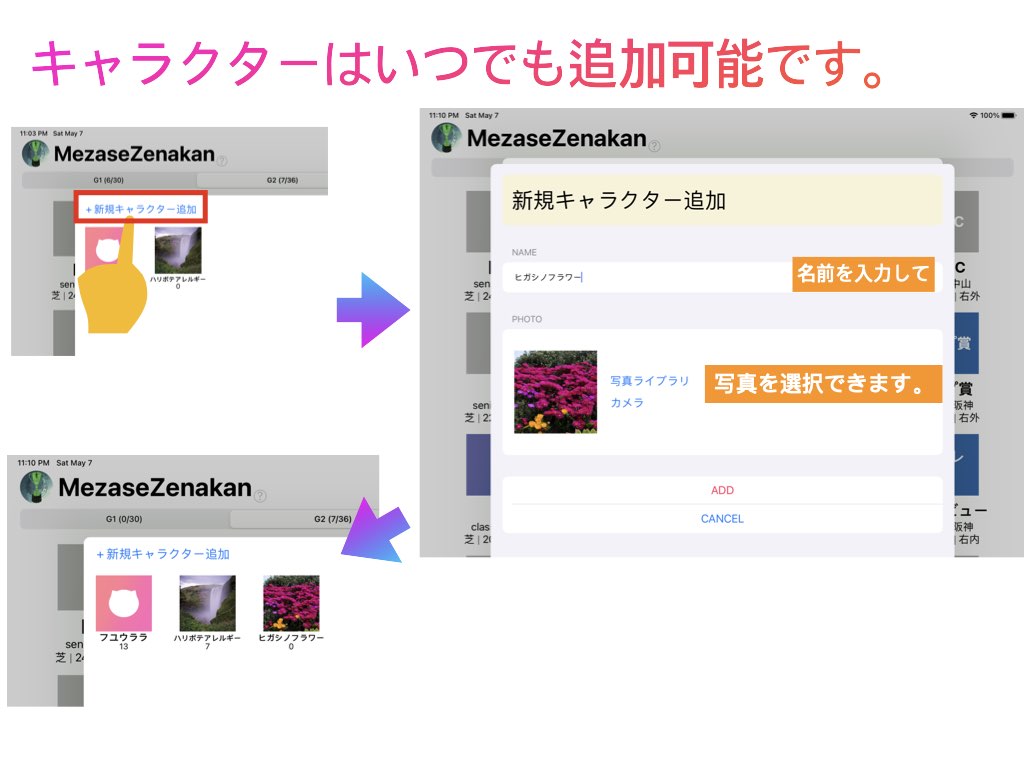 キャラクターはいつでも追加可能です。
11:03 PM Sat May 7
MezaseZenakan ?
G1 (6/30) G2 (7/36)
+ 新規キャラクター追加
ハリボテアレルギー
0
sen
芝 | 24
11:10 PM Sat May 7 100%
MezaseZenakan ?
新規キャラクター追加
NAME
ヒガシノフラワー
名前を入力して
PHOTO
写真ライブラリ
カメラ
写真を選択できます。
ADD
CANCEL
sen
芝 | 24
seni
芝 | 22
clas
芝 | 20
C
C
中山
| 右外
賞
賞
阪神
| 右外
レ
ビュー
阪神
| 右内
11:10 PM Sat May 7
MezaseZenakan ?
G1 (0/30) G2 (7/36)
+ 新規キャラクター追加
フユウララ ハリボテアレルギー ヒガシノフラワー
13 7 0
sen
芝 | 24